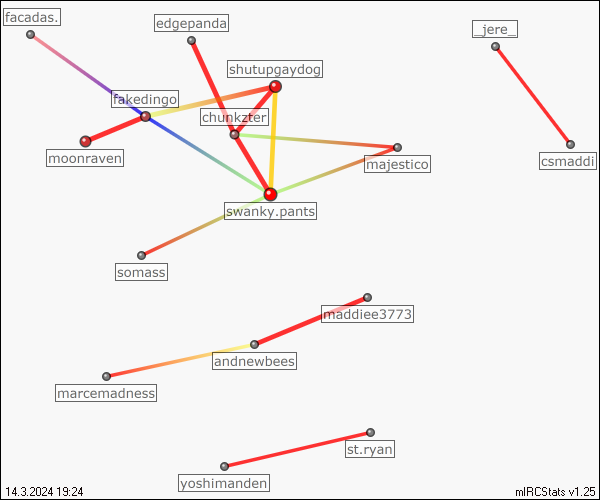 facadas.
edgepanda
_jere_
shutupgaydog
fakedingo
chunkzter
moonraven
majestico
csmaddi
swanky.pants
somass
maddiee3773
andnewbees
marcemadness
st.ryan
yoshimanden
14.3.2024 19:24
mIRCStats v1.25